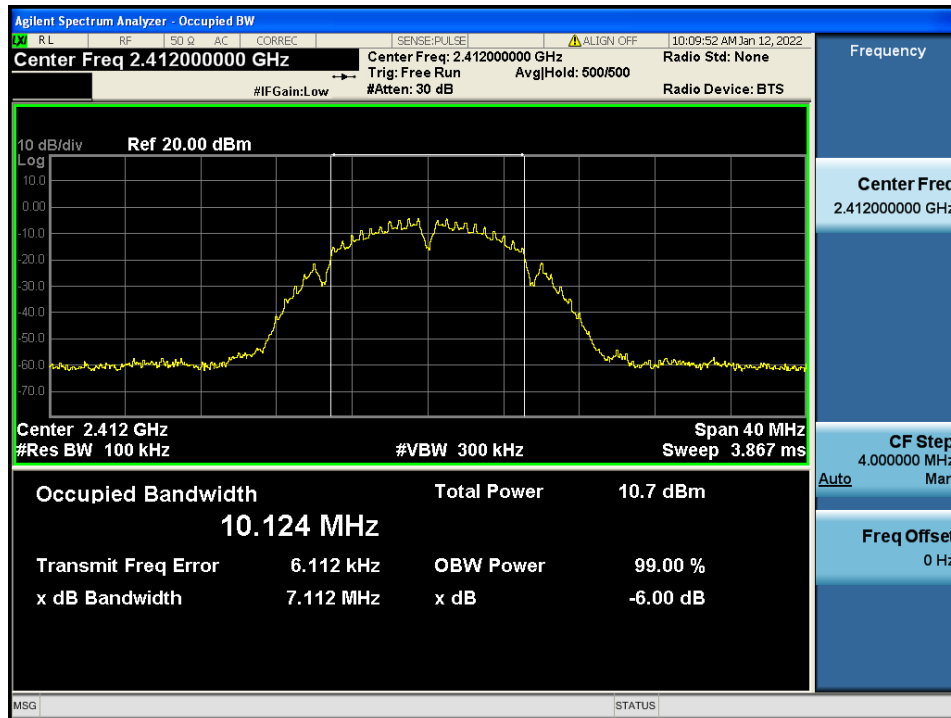 Agilent Spectrum Analyzer - Occupied BW
LXI RL RF 50 Ω AC CORREC SENSE:PULSE ALIGN OFF 10:09:52 AM Jan 12, 2022
Center Freq 2.412000000 GHz
Center Freq: 2.412000000 GHz Radio Std: None
Trig: Free Run Avg|Hold: 500/500
#IFGain:Low #Atten: 30 dB Radio Device: BTS
10 dB/div Ref 20.00 dBm
Log
10.0
0.00
-10.0
-20.0
-30.0
-40.0
-50.0
-60.0
-70.0
Center 2.412 GHz Span 40 MHz
#Res BW 100 kHz #VBW 300 kHz Sweep 3.867 ms
Occupied Bandwidth Total Power 10.7 dBm
10.124 MHz
Transmit Freq Error 6.112 kHz OBW Power 99.00 %
x dB Bandwidth 7.112 MHz x dB -6.00 dB
Frequency
Center Freq
2.412000000 GHz
CF Step
4.000000 MHz
Auto Man
Freq Offset
0 Hz
MSG STATUS